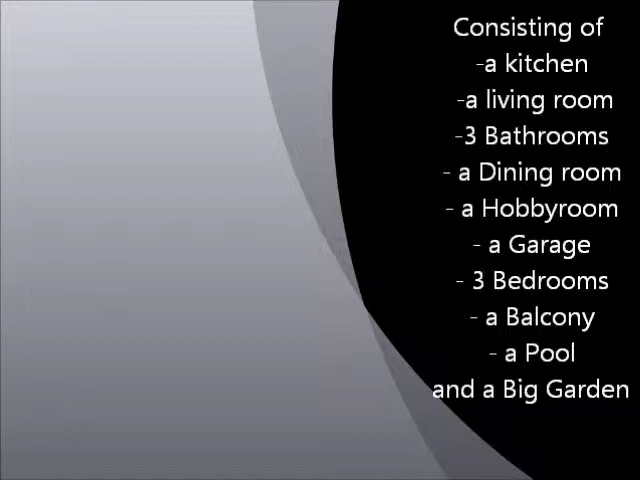 Consisting of
-a kitchen
-a living room
-3 Bathrooms
- a Dining room
- a Hobbyroom
- a Garage
- 3 Bedrooms
- a Balcony
- a Pool
and a Big Garden